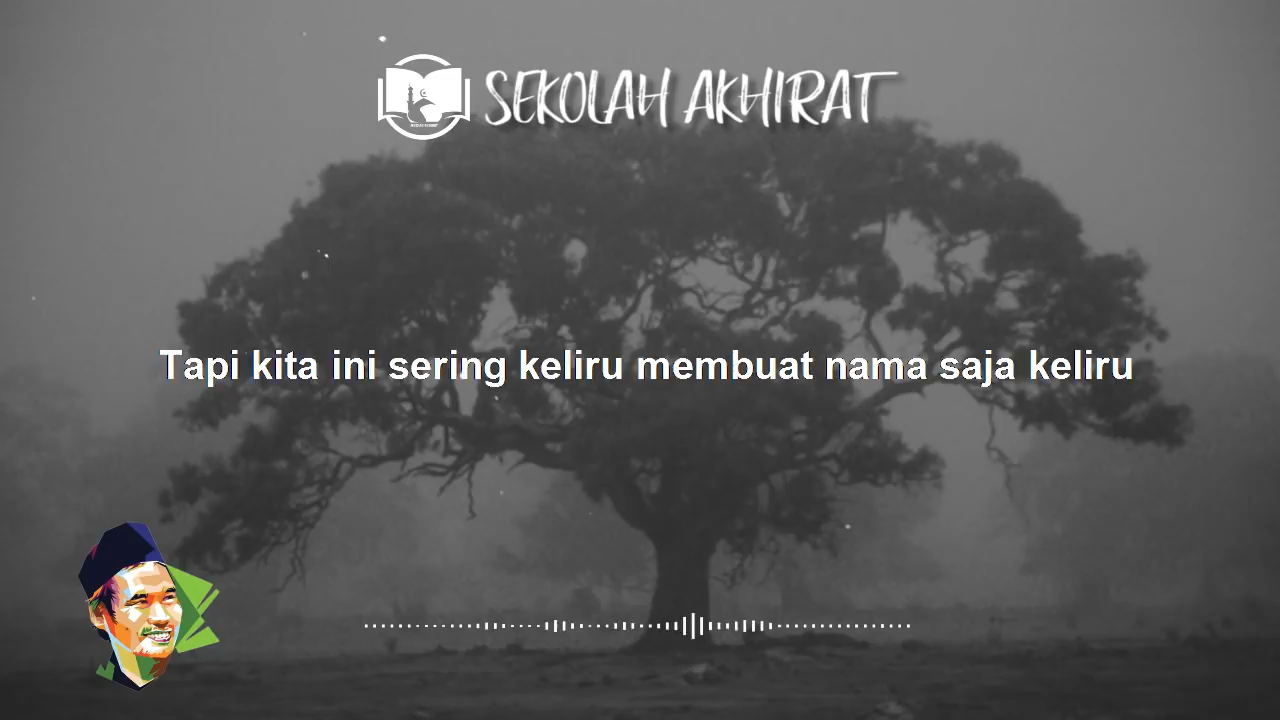 SEKOLAH AKHIRAT
Tapi kita ini sering keliru membuat nama saja keliru